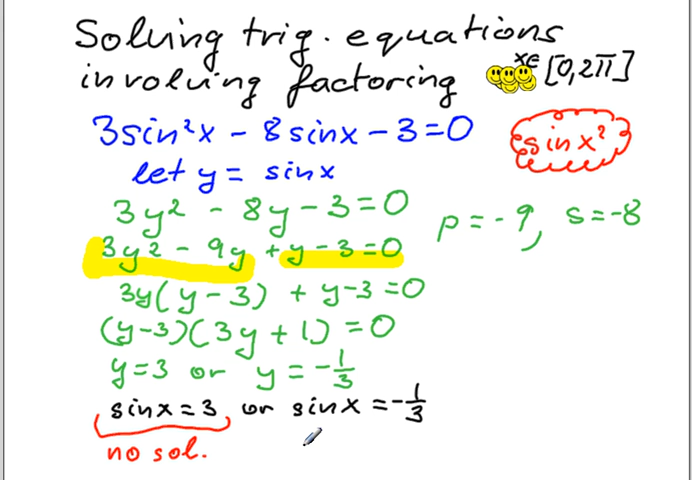 Solving trig. equations
involving factoring x∈ [0,2π]
3sin²x - 8sinx - 3 = 0
sinx²
let y = sinx
3y² - 8y - 3 = 0
p = -9, s = -8
3y² - 9y + y - 3 = 0
3y(y - 3) + y - 3 = 0
(y-3)(3y + 1) = 0
y = 3 or y = -1/3
sinx = 3 or sinx = -1/3
no sol.